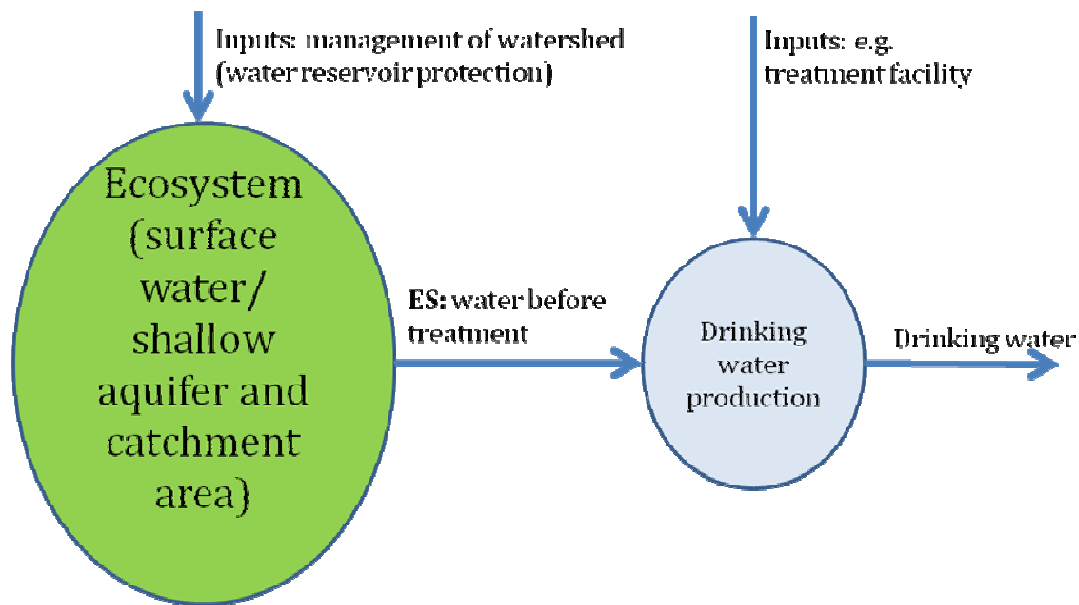 Inputs: management of watershed
(water reservoir protection)
Inputs: e.g.
treatment facility
Ecosystem
(surface
water/
shallow
aquifer and
catchment
area)
ES: water before
treatment
Drinking
water
production
Drinking water